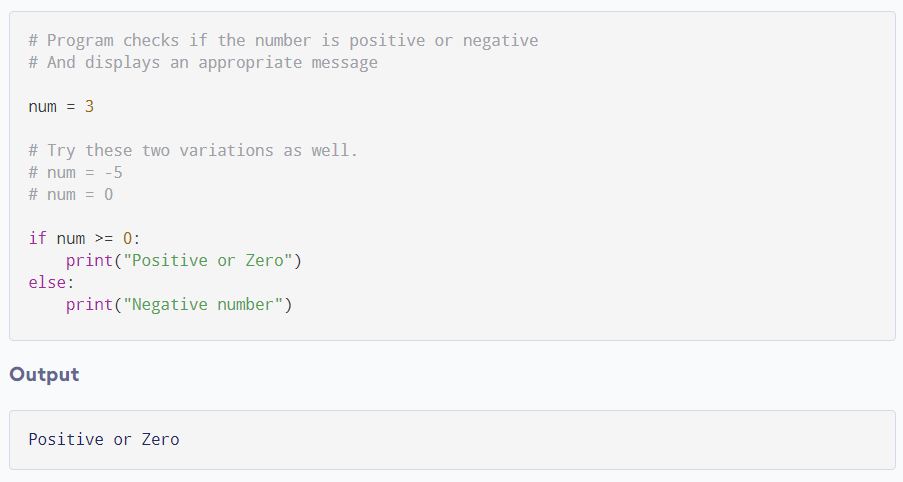 # Program checks if the number is positive or negative
# And displays an appropriate message
num = 3
# Try these two variations as well.
# num = -5
# num = 0
if num >= 0:
    print("Positive or Zero")
else:
    print("Negative number")
Output
Positive or Zero